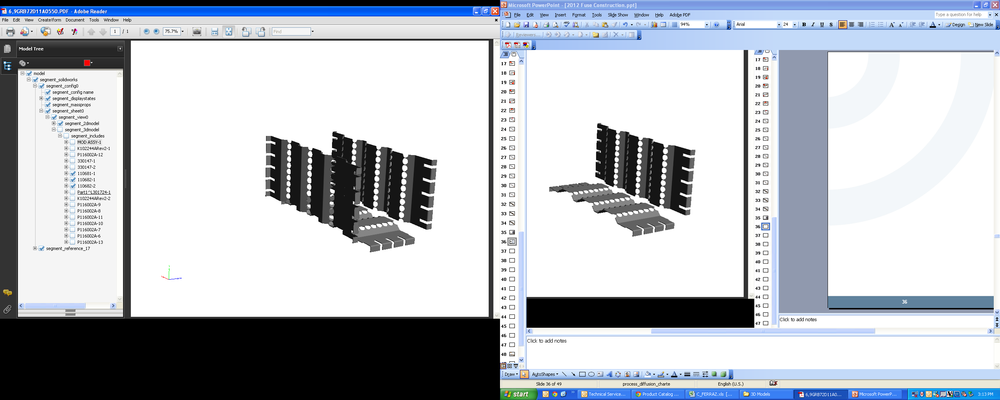 6,9GRB72D11A0550.PDF - Adobe Reader
File Edit View Create!form Document Tools Window Help
1 / 1 75.7% Find
Model Tree
model
segment_solidworks
segment_config0
segment_config name
segment_displaystates
segment_massprops
segment_sheet0
segment_view0
segment_2dmodel
segment_3dmodel
segment_includes
MOD ASSY-1
K102244ARev2-1
P116002A-12
330147-1
330147-2
110681-1
110682-1
110682-2
Part1^L301724-1
K102244ARev2-2
P116002A-9
P116002A-8
P116002A-11
P116002A-10
P116002A-7
P116002A-6
P116002A-13
segment_reference_17
Microsoft PowerPoint - [2012 Fuse Construction.ppt]
File Edit View Insert Format Tools Slide Show Window Help Adobe PDF
Type a question for help
94% Arial 24 B I U S A A A Design New Slide
Reviewers...
17
18
19
20
21
22
23
24
25
26
27
28
29
30
31
32
33
34
35
36
37
38
39
40
41
42
43
44
45
46
47
48
17
18
19
20
21
22
23
24
25
26
27
28
29
30
31
32
33
34
35
36
37
38
39
40
41
42
43
44
45
46
47
36
Click to add notes
Click to add notes
Draw AutoShapes A
Slide 36 of 49 process_diffusion_charte English (U.S.)
start Technical Service... Product Catalog ... C_FERRAZ.xls [... 3D Models 6,9GRB72D11A0... Microsoft PowerP... 3:13 PM